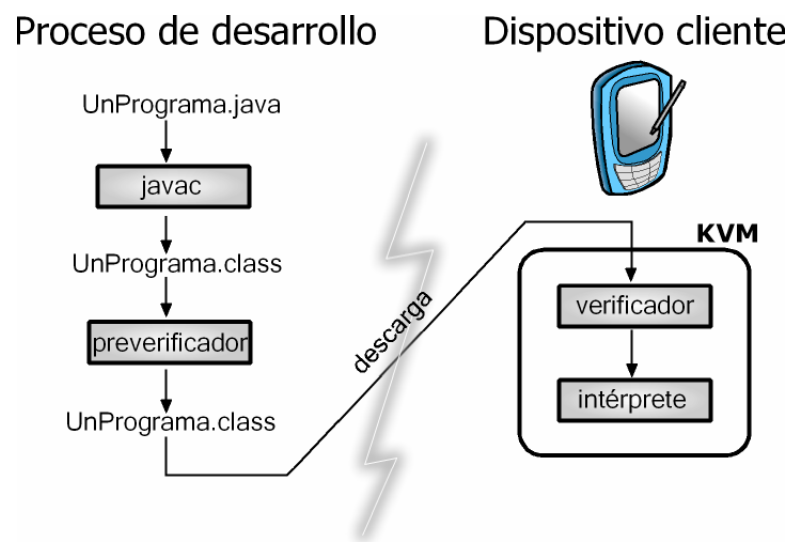 Proceso de desarrollo
Dispositivo cliente
UnPrograma.java
javac
UnPrograma.class
preverificador
UnPrograma.class
descarga
KVM
verificador
intérprete